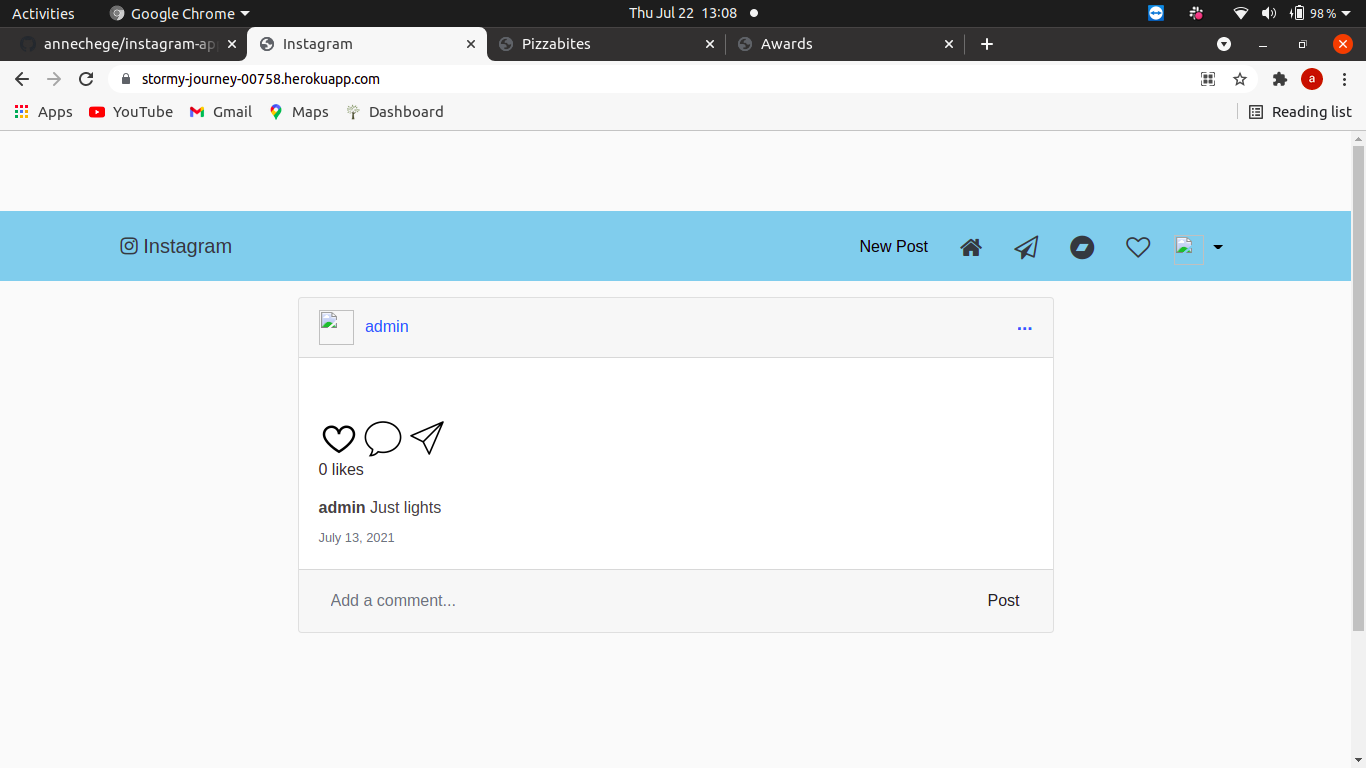 Activities Google Chrome Thu Jul 22 13:08 98 %
annechege/instagram-ap Instagram Pizzabites Awards
stormy-journey-00758.herokuapp.com a
Apps YouTube Gmail Maps Dashboard Reading list
Instagram New Post
admin ...
0 likes
admin Just lights
July 13, 2021
Add a comment... Post